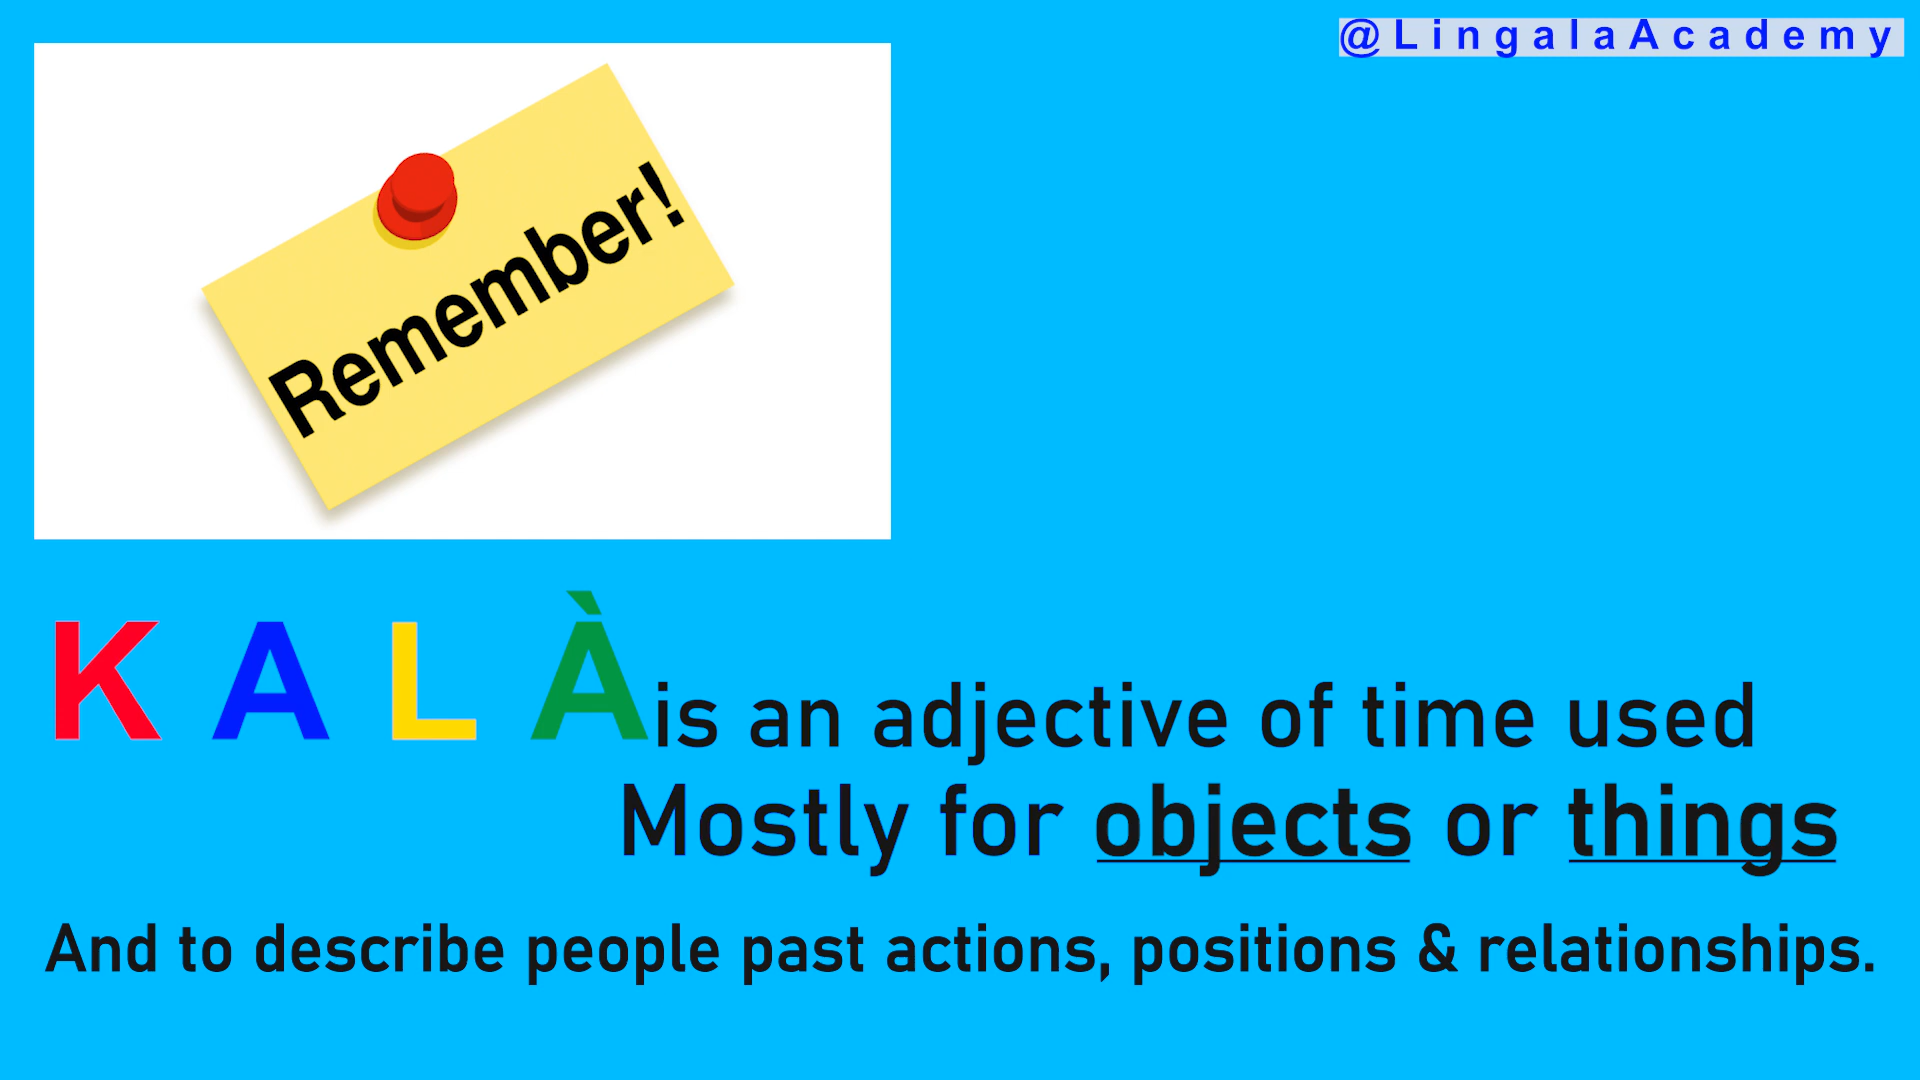 @LingalaAcademy
Remember!
KALÀ is an adjective of time used
Mostly for objects or things
And to describe people past actions, positions & relationships.